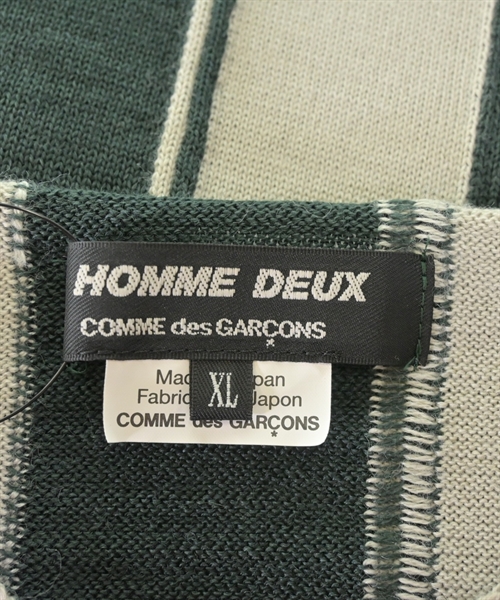 HOMME DEUX
COMME des GARÇONS
XL
Japan
Japon
COMME des GARÇONS